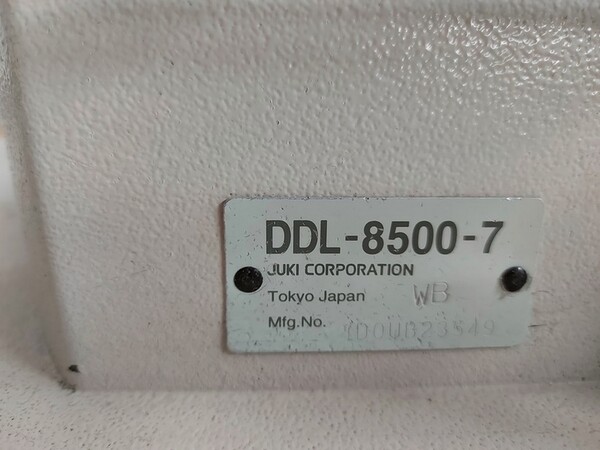 DDL-8500-7
JUKI CORPORATION
Tokyo Japan WB
Mfg.No.